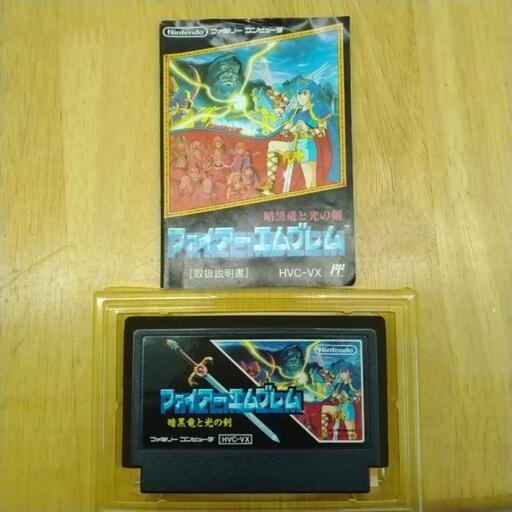 Nintendo ファミリー コンピュータ
暗黒竜と光の剣
ファイアーエムブレム
[取扱説明書] HVC-VX FF
Nintendo
ファイアーエムブレム
暗黒竜と光の剣
ファミリー コンピュータ HVC-VX